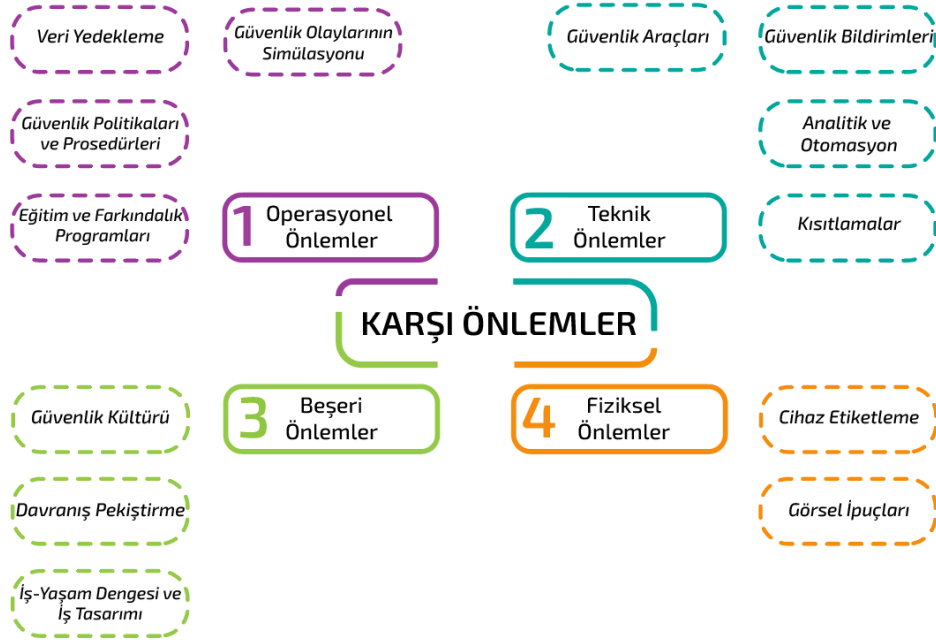 Veri Yedekleme
Güvenlik Olaylarının
Simülasyonu
Güvenlik Araçları
Güvenlik Bildirimleri
Güvenlik Politikaları
ve Prosedürleri
Analitik ve
Otomasyon
Eğitim ve Farkındalık
Programları
1 Operasyonel
Önlemler
2 Teknik
Önlemler
Kısıtlamalar
KARŞI ÖNLEMLER
Güvenlik Kültürü
3 Beşeri
Önlemler
4 Fiziksel
Önlemler
Cihaz Etiketleme
Davranış Pekiştirme
Görsel İpuçları
İş-Yaşam Dengesi ve
İş Tasarımı